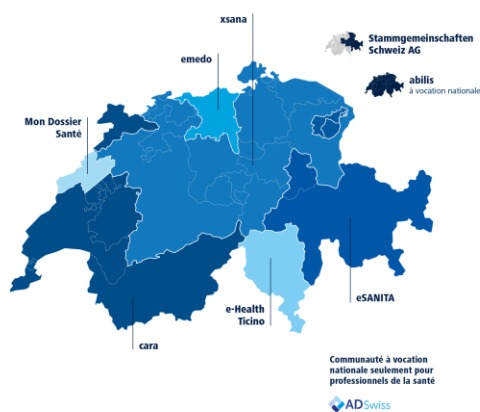 xsana
Stammgemeinschaften
Schweiz AG
emedo
abilis
à vocation nationale
Mon Dossier
Santé
e-Health
Ticino
eSANITA
cara
Communauté à vocation
nationale seulement pour
professionnels de la santé
ADSwiss